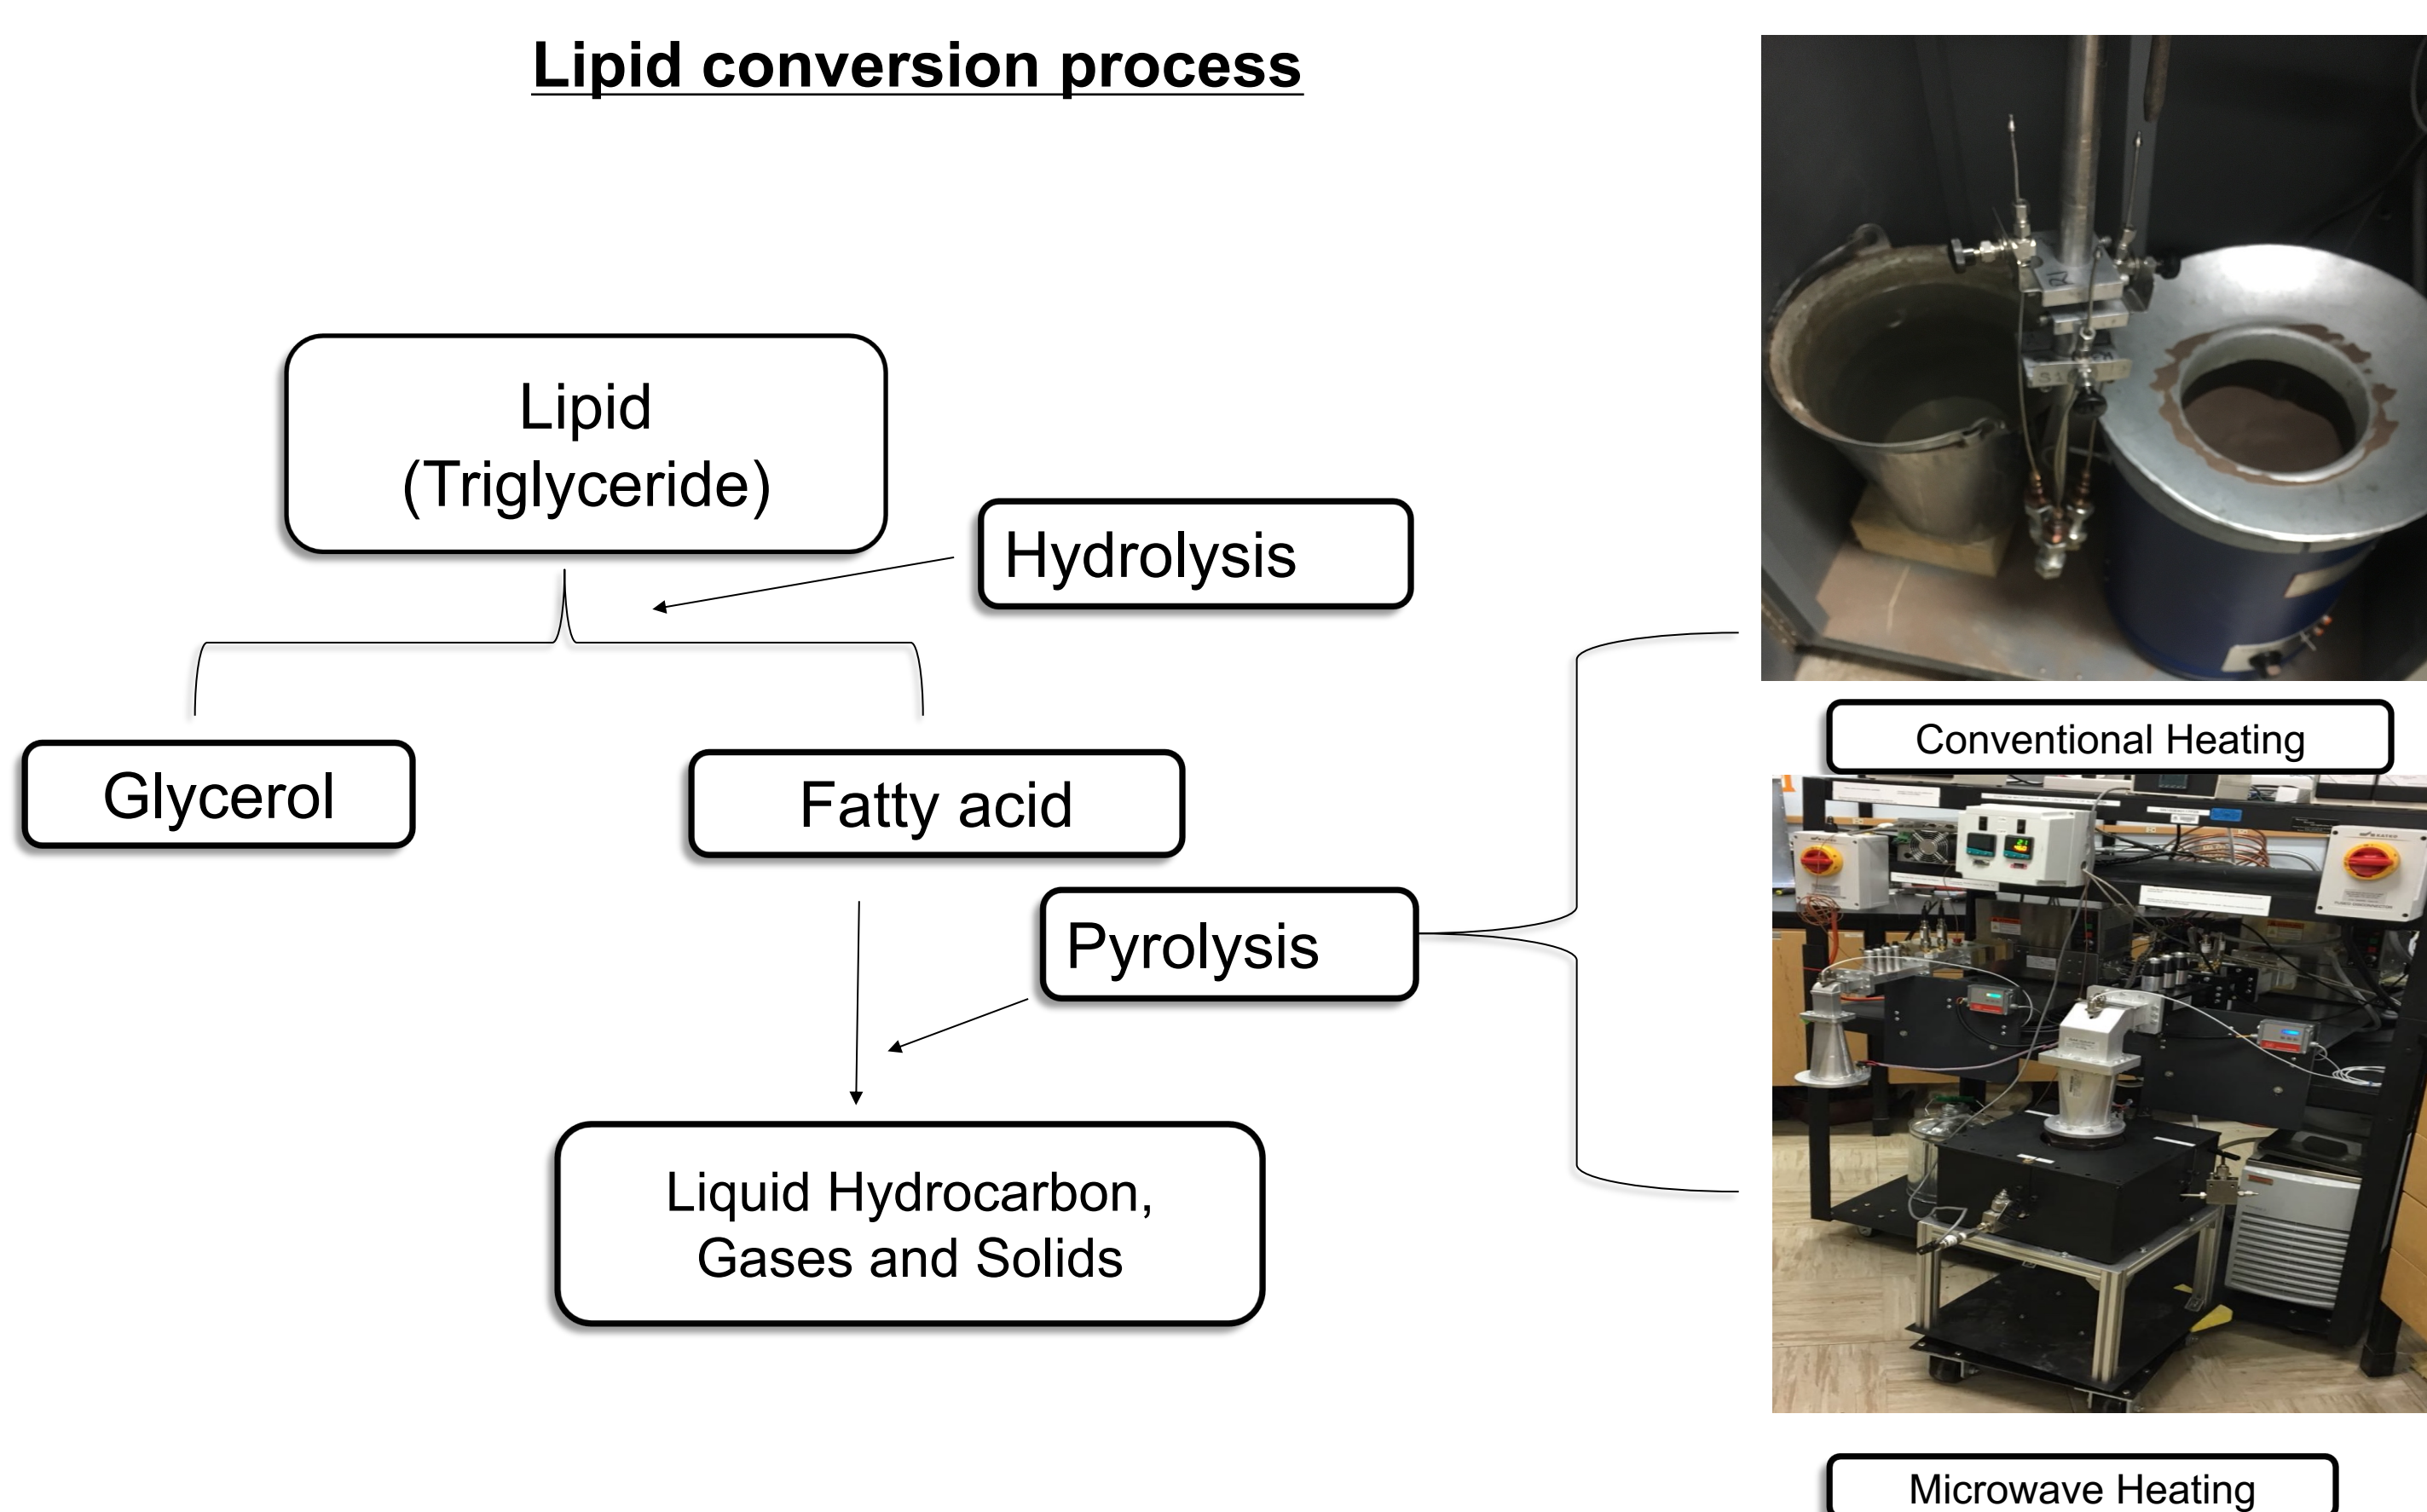 Lipid conversion process
Lipid
(Triglyceride)
Hydrolysis
Glycerol
Fatty acid
Pyrolysis
Liquid Hydrocarbon,
Gases and Solids
Conventional Heating
Microwave Heating